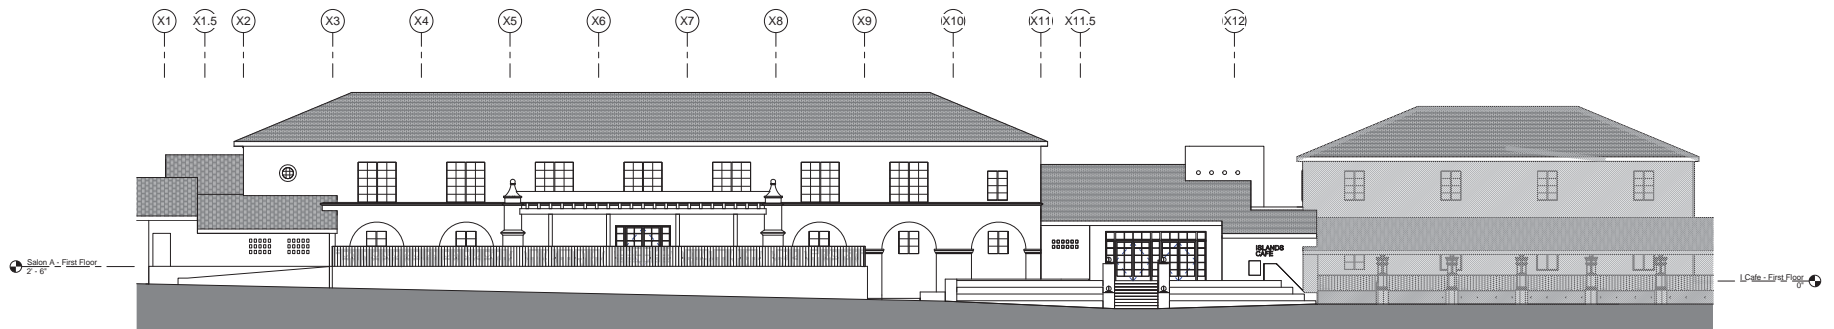 X1
X1.5
X2
X3
X4
X5
X6
X7
X8
X9
X10
X11
X11.5
X12
ISLANDS
CAFE
Salon A - First Floor
2' - 6"
I Cafe - First Floor
0"